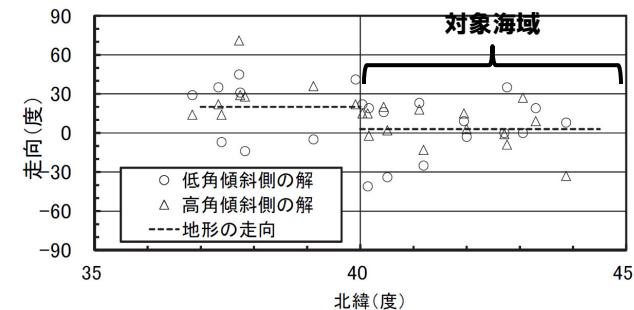 対象海域
90
60
30
0
-30
-60
-90
走向(度)
○ 低角傾斜側の解
△ 高角傾斜側の解
----- 地形の走向
35
40
45
北緯(度)